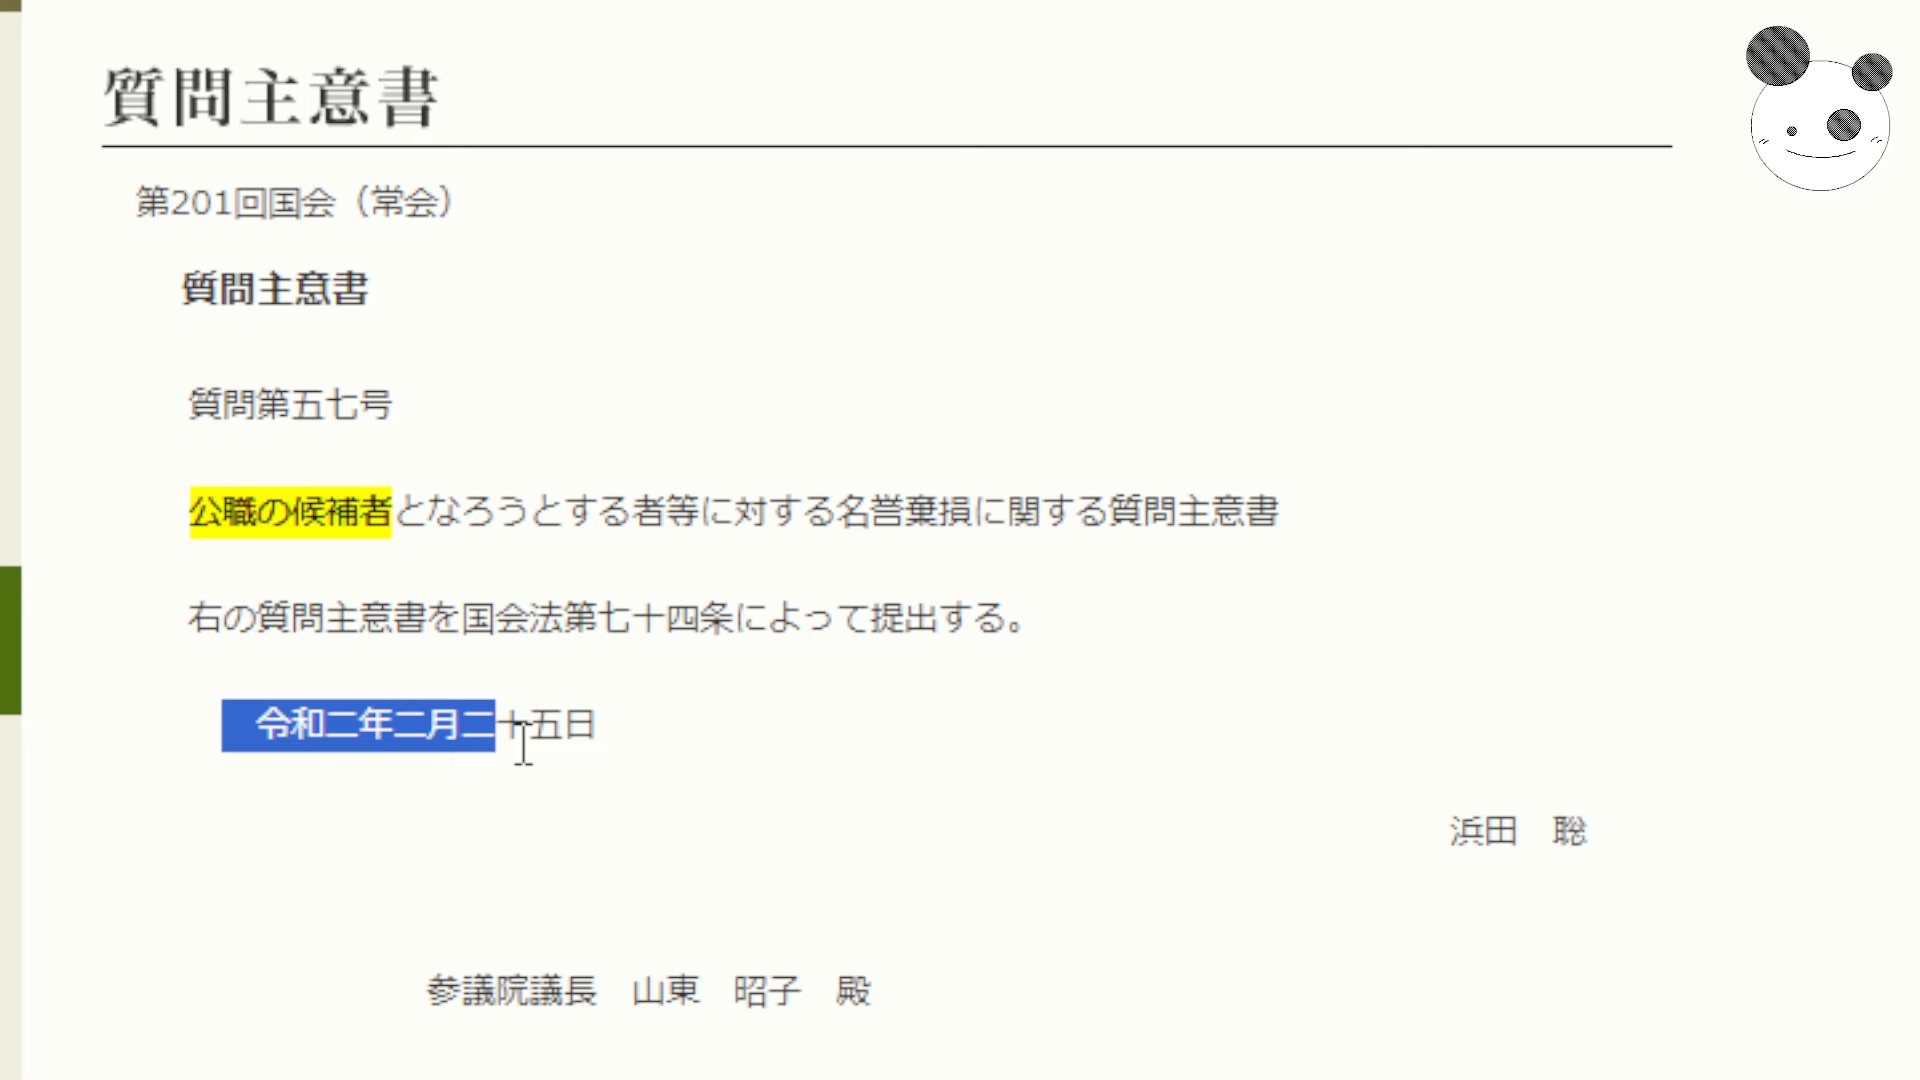 質問主意書
第201回国会（常会）
質問主意書
質問第五七号
公職の候補者となろうとする者等に対する名誉棄損に関する質問主意書
右の質問主意書を国会法第七十四条によって提出する。
令和二年二月二十五日
浜田　聡
参議院議長　山東　昭子　殿